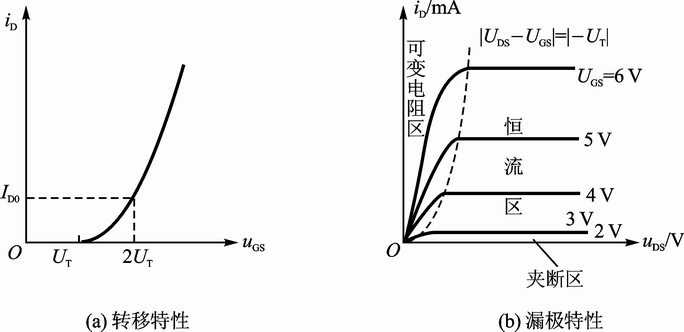 i_D
I_D0
O
U_T
2U_T
u_GS
(a) 转移特性
i_D/mA
|U_DS−U_GS|=|−U_T|
可变电阻区
U_GS=6 V
恒流区
5 V
4 V
3 V
2 V
O
u_DS/V
夹断区
(b) 漏极特性